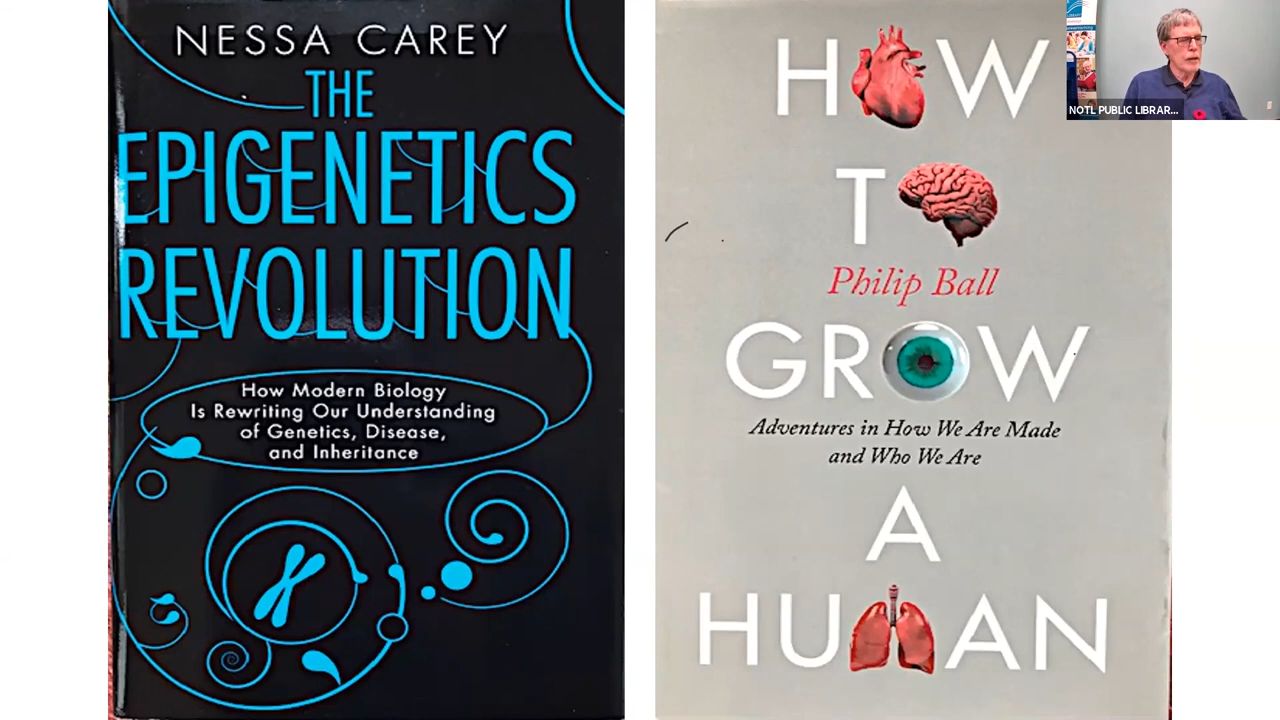 NESSA CAREY
THE
EPIGENETICS
REVOLUTION
How Modern Biology
Is Rewriting Our Understanding
of Genetics, Disease,
and Inheritance
HOW
TO
Philip Ball
GROW
Adventures in How We Are Made
and Who We Are
A
HUMAN
NOTL PUBLIC LIBRAR...